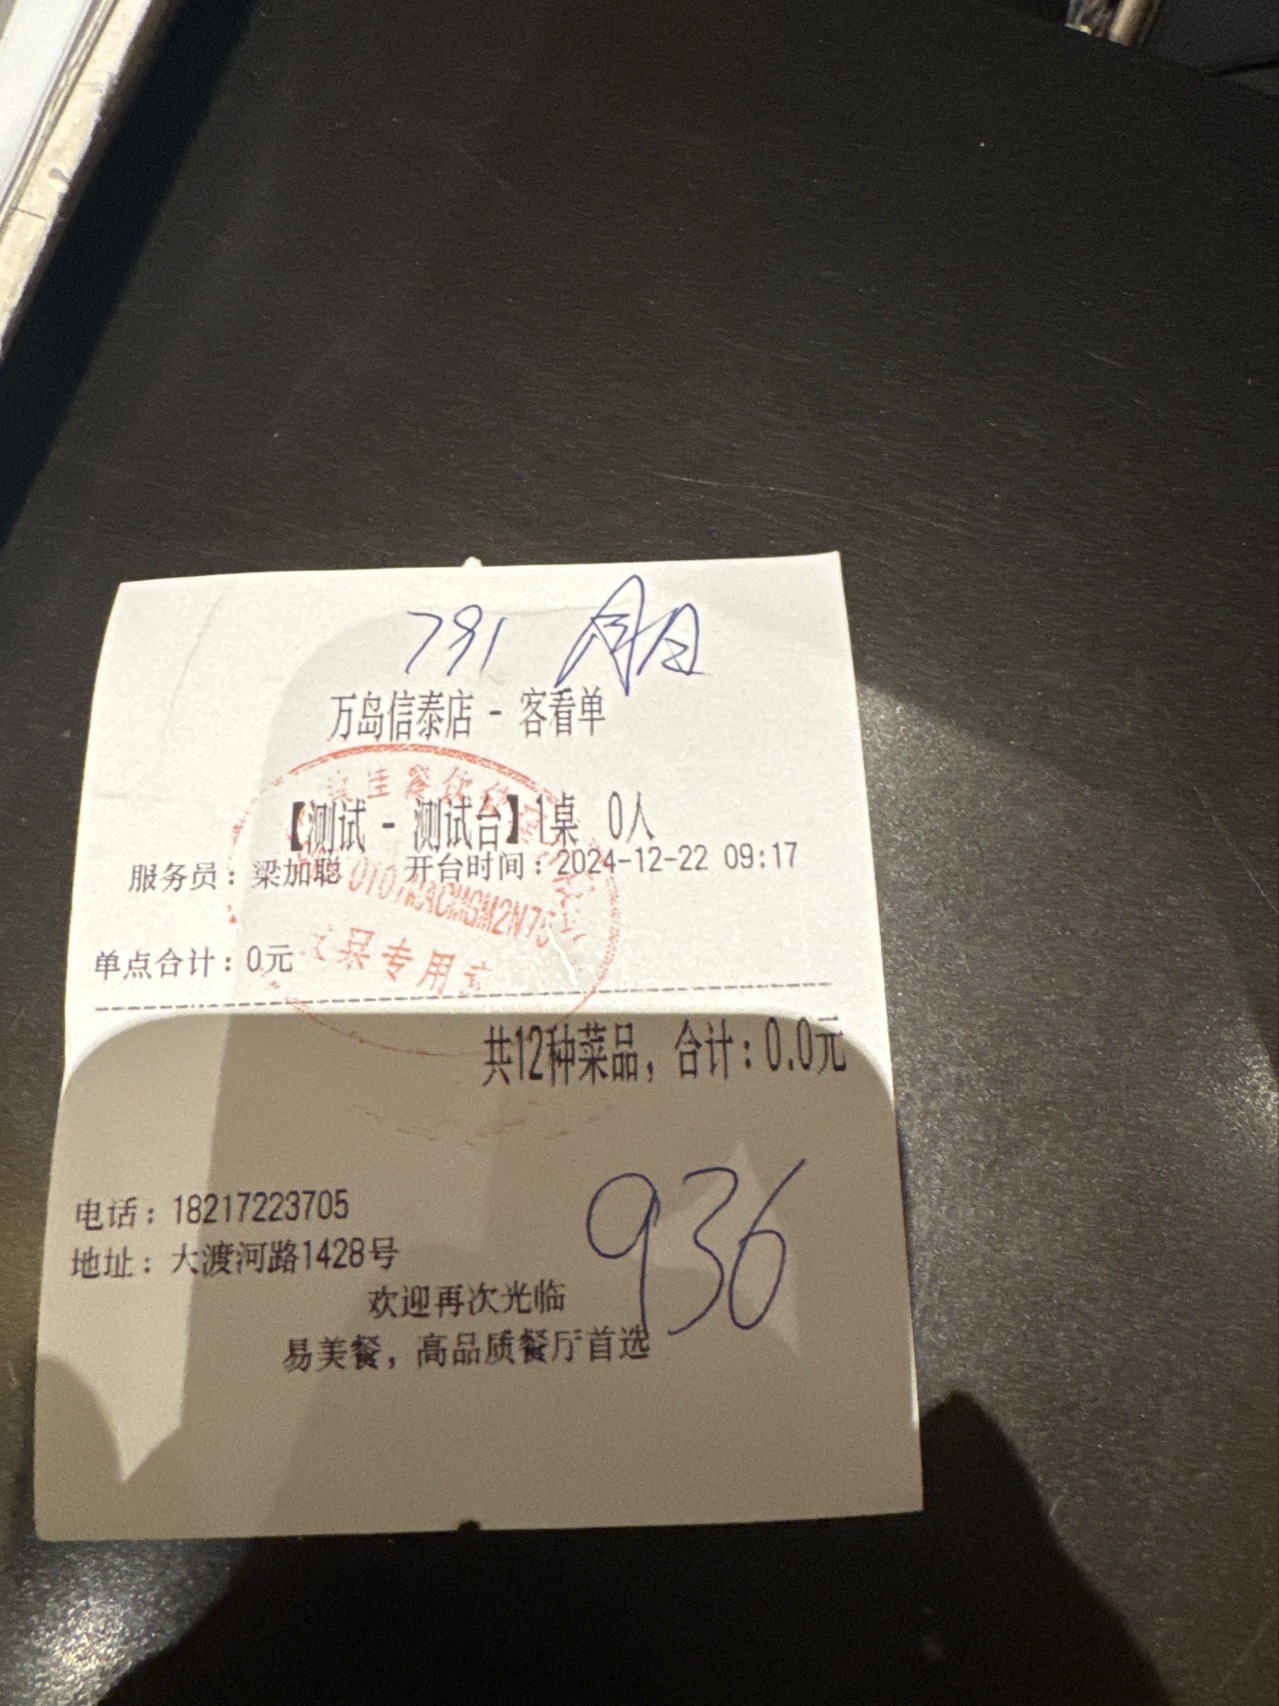 791
万岛信泰店 - 客看单
【测试 - 测试台】1桌 0人
服务员：梁加聪 开台时间：2024-12-22 09:17
单点合计：0元
专用
共12种菜品，合计：0.0元
936
电话：18217223705
地址：大渡河路1428号
欢迎再次光临
易美餐，高品质餐厅首选